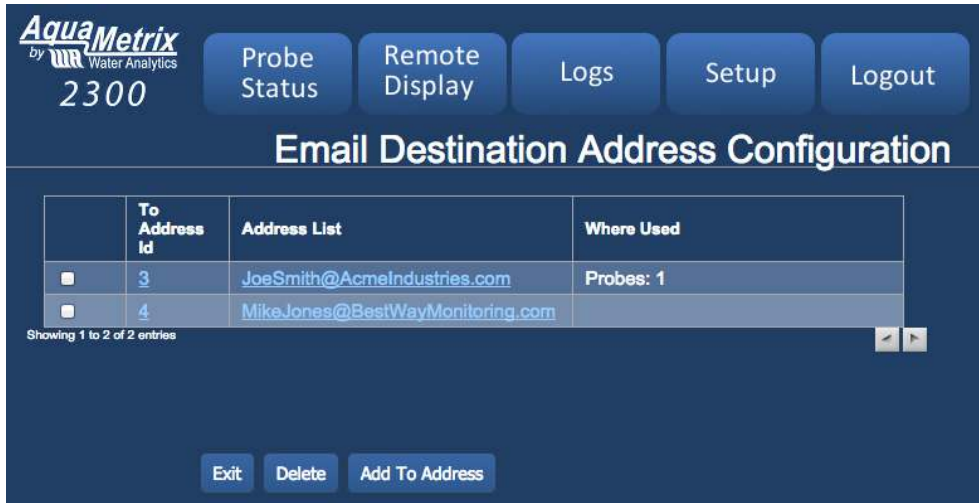 AquaMetrix
by WA Water Analytics
2300
Probe Status
Remote Display
Logs
Setup
Logout
Email Destination Address Configuration
To Address Id
Address List
Where Used
3 JoeSmith@AcmeIndustries.com Probes: 1
4 MikeJones@BestWayMonitoring.com
Showing 1 to 2 of 2 entries
Exit Delete Add To Address